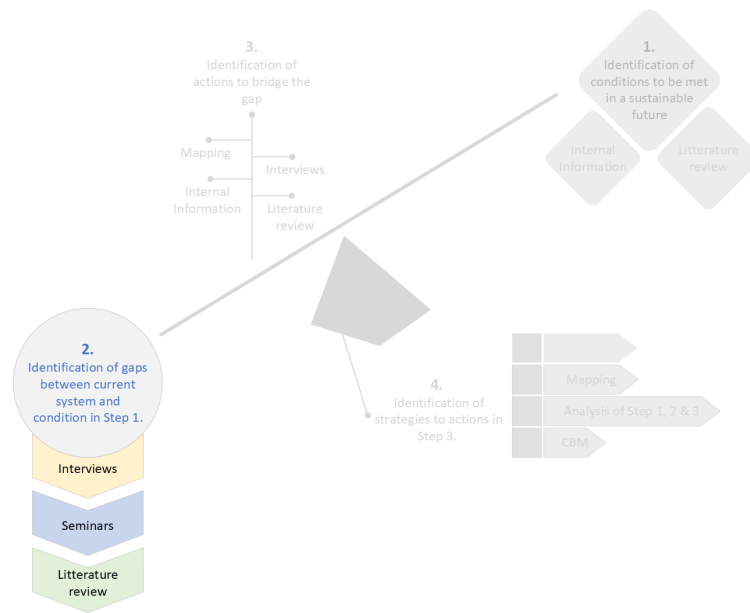 3.
Identification of
actions to bridge the
gap
Mapping
Interviews
Internal
Information
Literature
review
1.
Identification of
conditions to be met
in a sustainable
future
Internal
Information
Litterature
review
2.
Identification of gaps
between current
system and
condition in Step 1.
Interviews
Seminars
Litterature
review
4.
Identification of
strategies to actions in
Step 3.
Mapping
Analysis of Step 1, 2 & 3
CBM